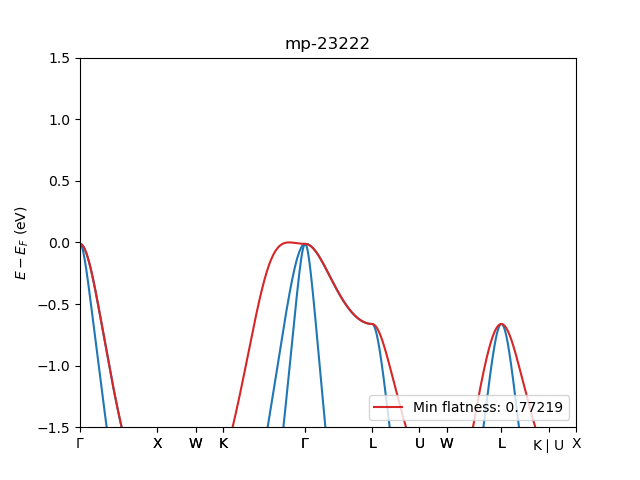 mp-23222
E − E_F (eV)
1.5
1.0
0.5
0.0
−0.5
−1.0
−1.5
Min flatness: 0.77219
Γ X W K Γ L U W L K | U X